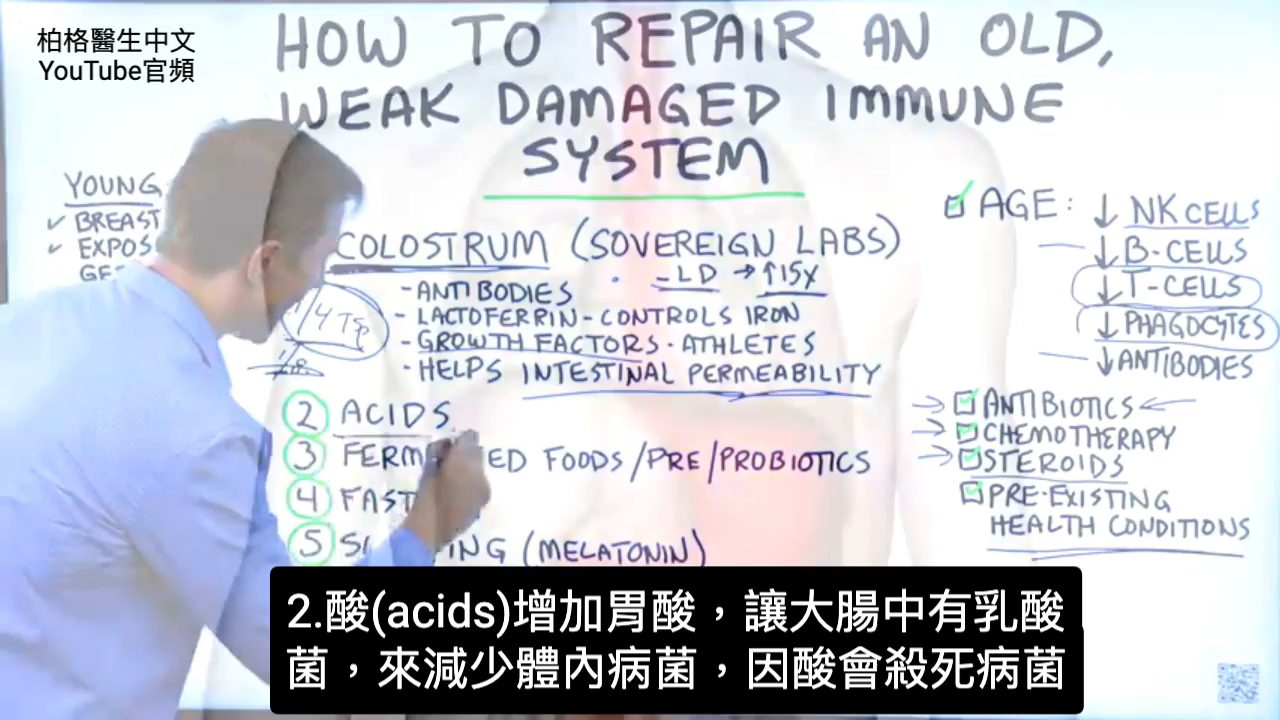 柏格醫生中文
YouTube官頻
HOW TO REPAIR AN OLD,
WEAK DAMAGED IMMUNE
SYSTEM
YOUNG
✓ BREAST
✓ EXPOS
COLOSTRUM (SOVEREIGN LABS)
- LD → ↑15X
- ANTIBODIES
- LACTOFERRIN - CONTROLS IRON
- GROWTH FACTORS · ATHLETES
· HELPS INTESTINAL PERMEABILITY
1/4 TSP
1/8
2 ACIDS
3 FERM ED FOODS/PRE/PROBIOTICS
4 FAST
5 ING (MELATONIN)
☑ AGE: ↓ NK CELLS
↓ B-CELLS
↓ T-CELLS
↓ PHAGOCYTES
↓ ANTIBODIES
→ ☑ ANTIBIOTICS ←
→ ☑ CHEMOTHERAPY
→ ☑ STEROIDS
☑ PRE-EXISTING
HEALTH CONDITIONS
2.酸(acids)增加胃酸，讓大腸中有乳酸
菌，來減少體內病菌，因酸會殺死病菌